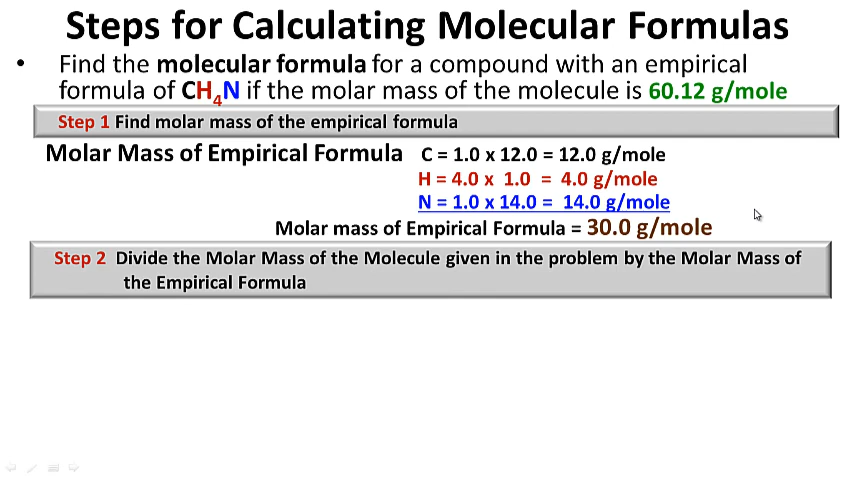 Steps for Calculating Molecular Formulas
• Find the molecular formula for a compound with an empirical
formula of CH₄N if the molar mass of the molecule is 60.12 g/mole
Step 1 Find molar mass of the empirical formula
Molar Mass of Empirical Formula C = 1.0 x 12.0 = 12.0 g/mole
H = 4.0 x 1.0 = 4.0 g/mole
N = 1.0 x 14.0 = 14.0 g/mole
Molar mass of Empirical Formula = 30.0 g/mole
Step 2 Divide the Molar Mass of the Molecule given in the problem by the Molar Mass of
the Empirical Formula